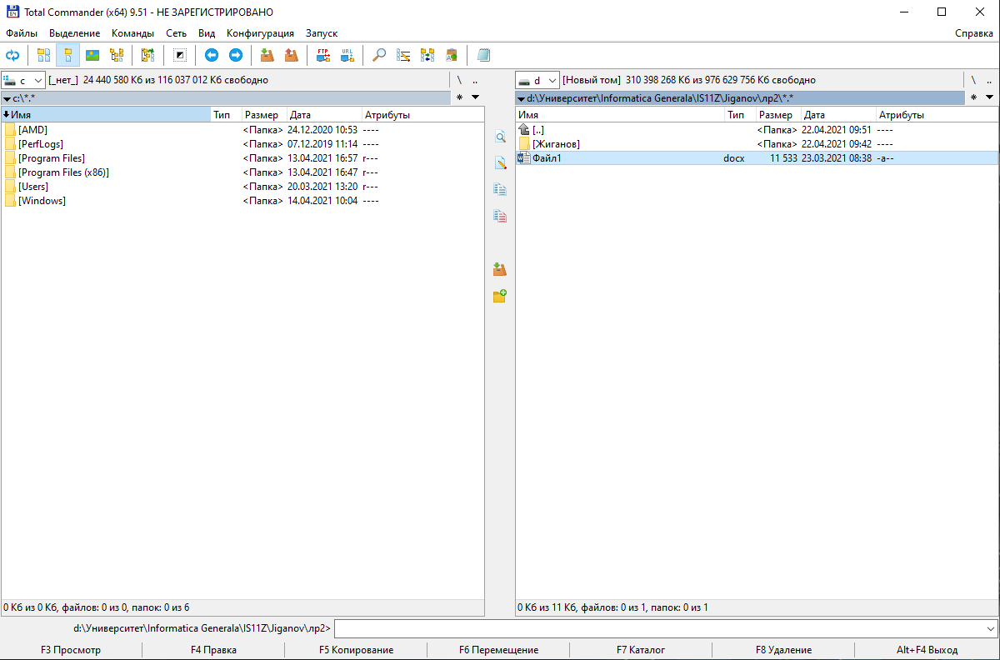 Total Commander (x64) 9.51 - НЕ ЗАРЕГИСТРИРОВАНО
Файлы Выделение Команды Сеть Вид Конфигурация Запуск Справка
FTP URL
c [_нет_] 24 440 580 Кб из 116 037 012 Кб свободно \ ..
c:\*.* * 
Имя Тип Размер Дата Атрибуты
[AMD] <Папка> 24.12.2020 10:53 ----
[PerfLogs] <Папка> 07.12.2019 11:14 ----
[Program Files] <Папка> 13.04.2021 16:57 r---
[Program Files (x86)] <Папка> 13.04.2021 16:47 r---
[Users] <Папка> 20.03.2021 13:20 r---
[Windows] <Папка> 14.04.2021 10:04 ----
0 Кб из 0 Кб, файлов: 0 из 0, папок: 0 из 6
d [Новый том] 310 398 268 Кб из 976 629 756 Кб свободно \ ..
d:\Университет\Informatica Generala\IS11Z\Jiganov\лр2\*.* *
Имя Тип Размер Дата Атрибуты
[..] <Папка> 22.04.2021 09:51 ----
[Жиганов] <Папка> 22.04.2021 09:42 ----
Файл1 docx 11 533 23.03.2021 08:38 -a--
0 Кб из 11 Кб, файлов: 0 из 1, папок: 0 из 1
d:\Университет\Informatica Generala\IS11Z\Jiganov\лр2>
F3 Просмотр F4 Правка F5 Копирование F6 Перемещение F7 Каталог F8 Удаление Alt+F4 Выход